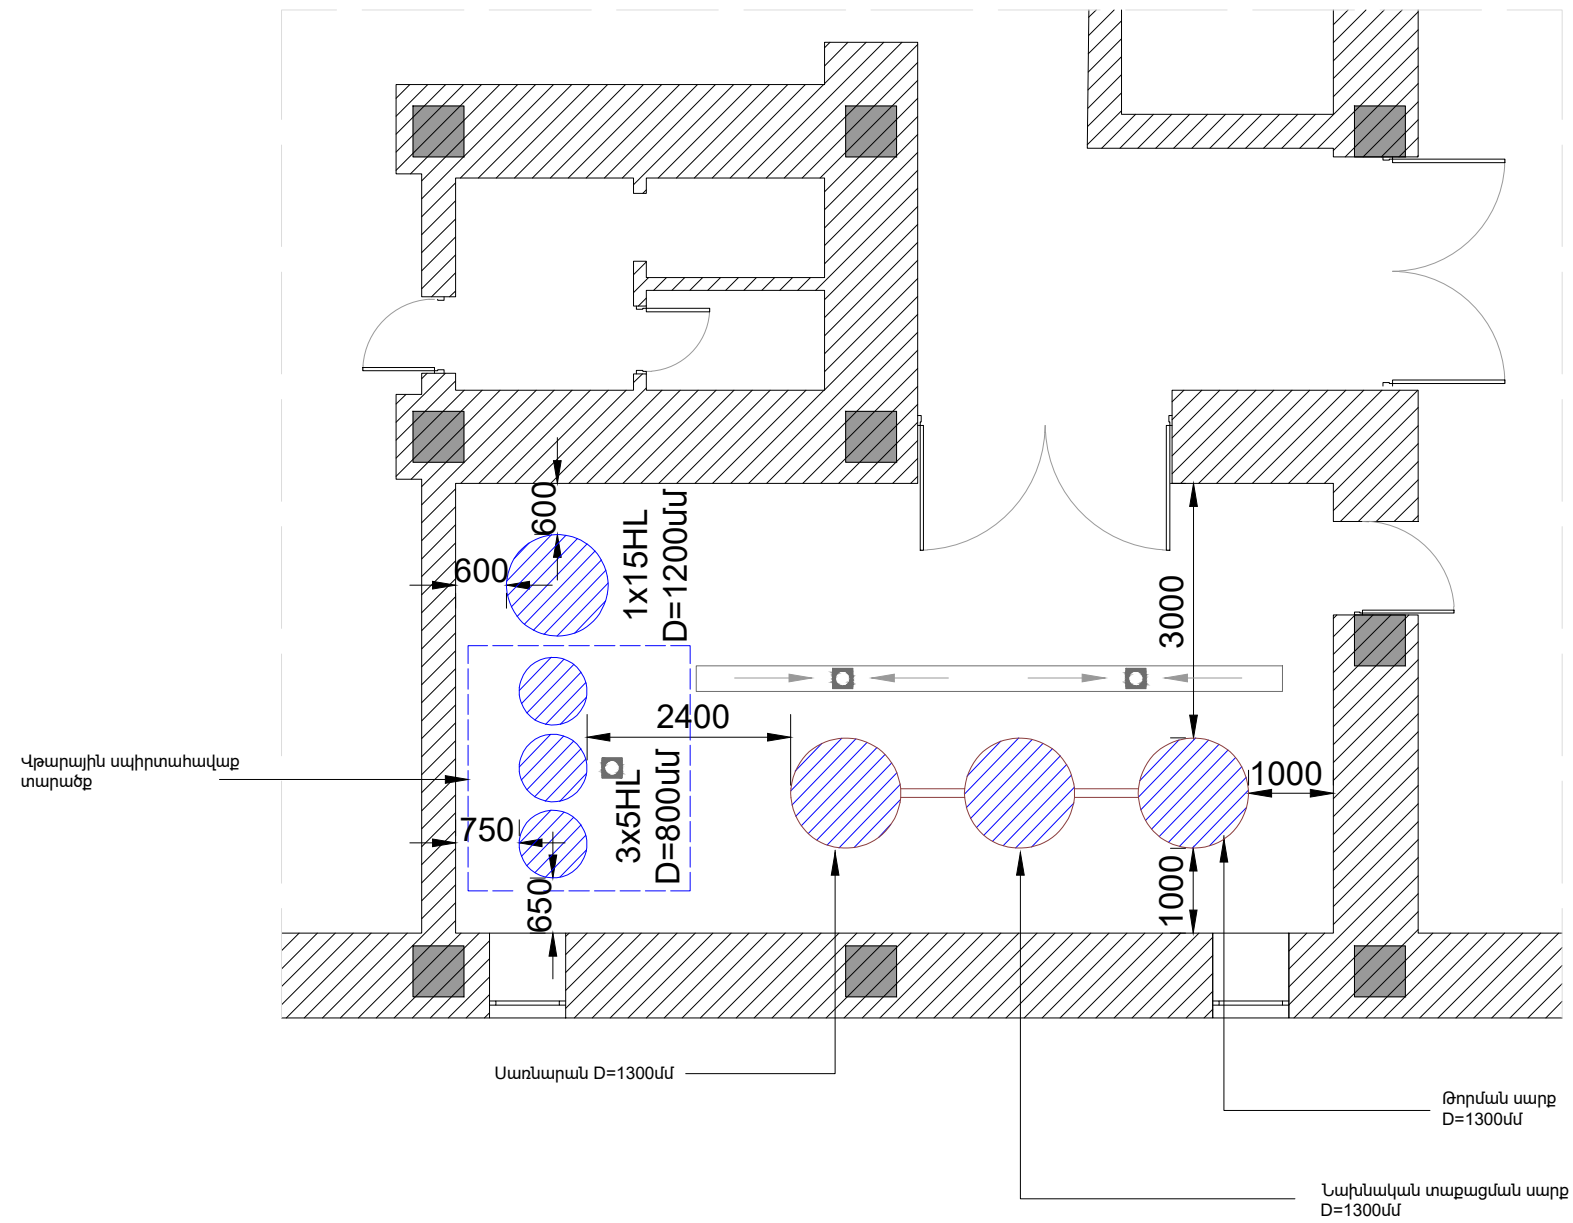 600
600
1x15HL
D=1200մմ
3000
2400
Վթարային սպիրտահավաք
տարածք
1000
750
3x5HL
D=800մմ
650
1000
Սառնարան D=1300մմ
Թորման սարք
D=1300մմ
Նախնական տաքացման սարք
D=1300մմ